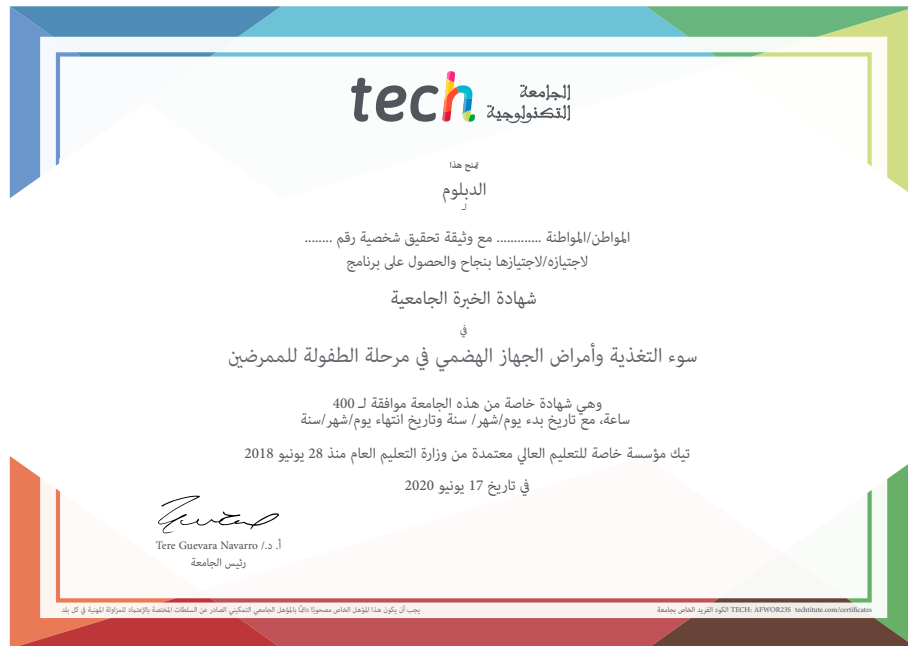 tech الجامعة
التكنولوجية
يمنح هذا
الدبلوم
لـ
المواطن/المواطنة ............. مع وثيقة تحقيق شخصية رقم ........
لاجتيازه/لاجتيازها بنجاح والحصول على برنامج
شهادة الخبرة الجامعية
في
سوء التغذية وأمراض الجهاز الهضمي في مرحلة الطفولة للممرضين
وهي شهادة خاصة من هذه الجامعة موافقة لـ 400
ساعة، مع تاريخ بدء يوم/شهر/ سنة وتاريخ انتهاء يوم/شهر/سنة
تيك مؤسسة خاصة للتعليم العالي معتمدة من وزارة التعليم العام منذ 28 يونيو 2018
في تاريخ 17 يونيو 2020
أ. د./ Tere Guevara Navarro
رئيس الجامعة
يجب أن يكون هذا المؤهل الخاص مصحوبًا دائمًا بالمؤهل الجامعي التمكيني الصادر عن السلطات المختصة بالإعتماد للمزاولة المهنية في كل بلد
الكود الفريد الخاص بجامعة TECH: AFWOR23S techtitute.com/certificates